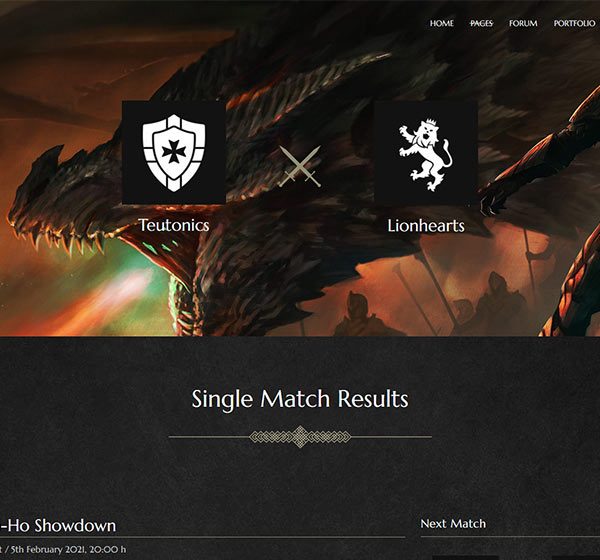 HOME PAGES FORUM PORTFOLIO
Teutonics Lionhearts
Single Match Results
-Ho Showdown
Next Match
t / 5th February 2021, 20:00 h